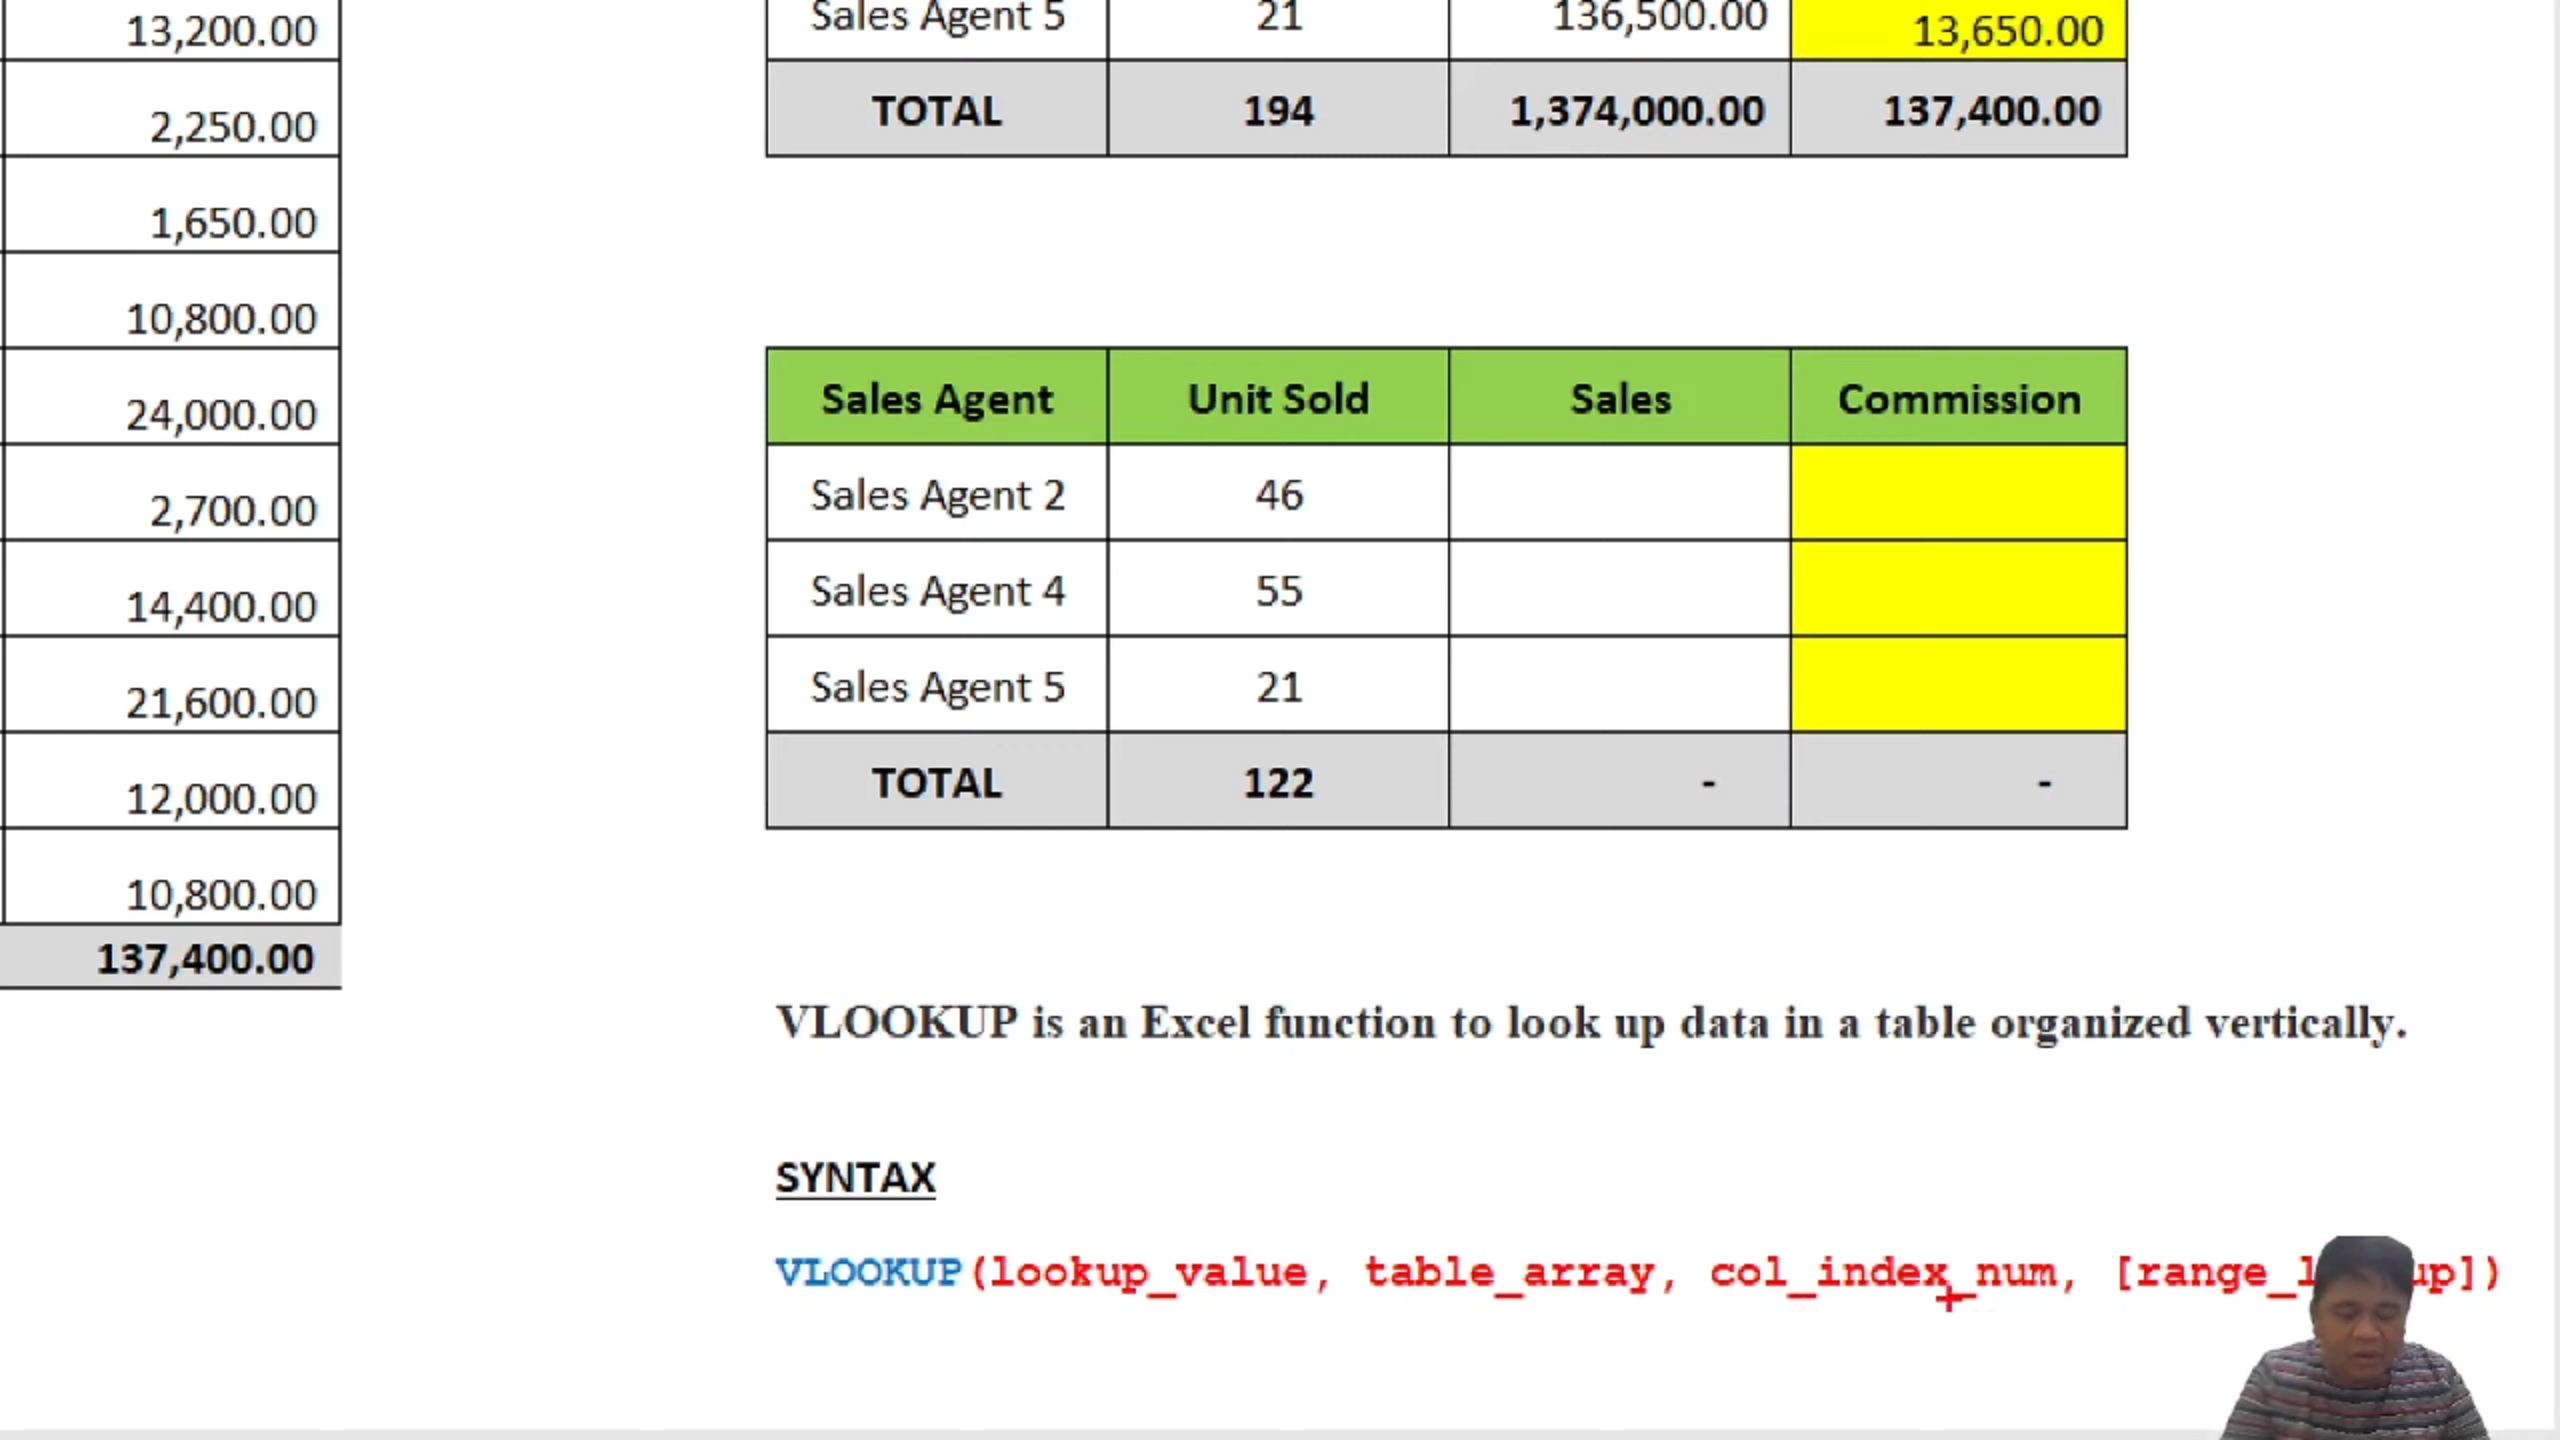 13,200.00
2,250.00
1,650.00
10,800.00
24,000.00
2,700.00
14,400.00
21,600.00
12,000.00
10,800.00
137,400.00
Sales Agent 5 21 136,500.00 13,650.00
TOTAL 194 1,374,000.00 137,400.00
Sales Agent Unit Sold Sales Commission
Sales Agent 2 46
Sales Agent 4 55
Sales Agent 5 21
TOTAL 122 - -
VLOOKUP is an Excel function to look up data in a table organized vertically.
SYNTAX
VLOOKUP(lookup_value, table_array, col_index_num,